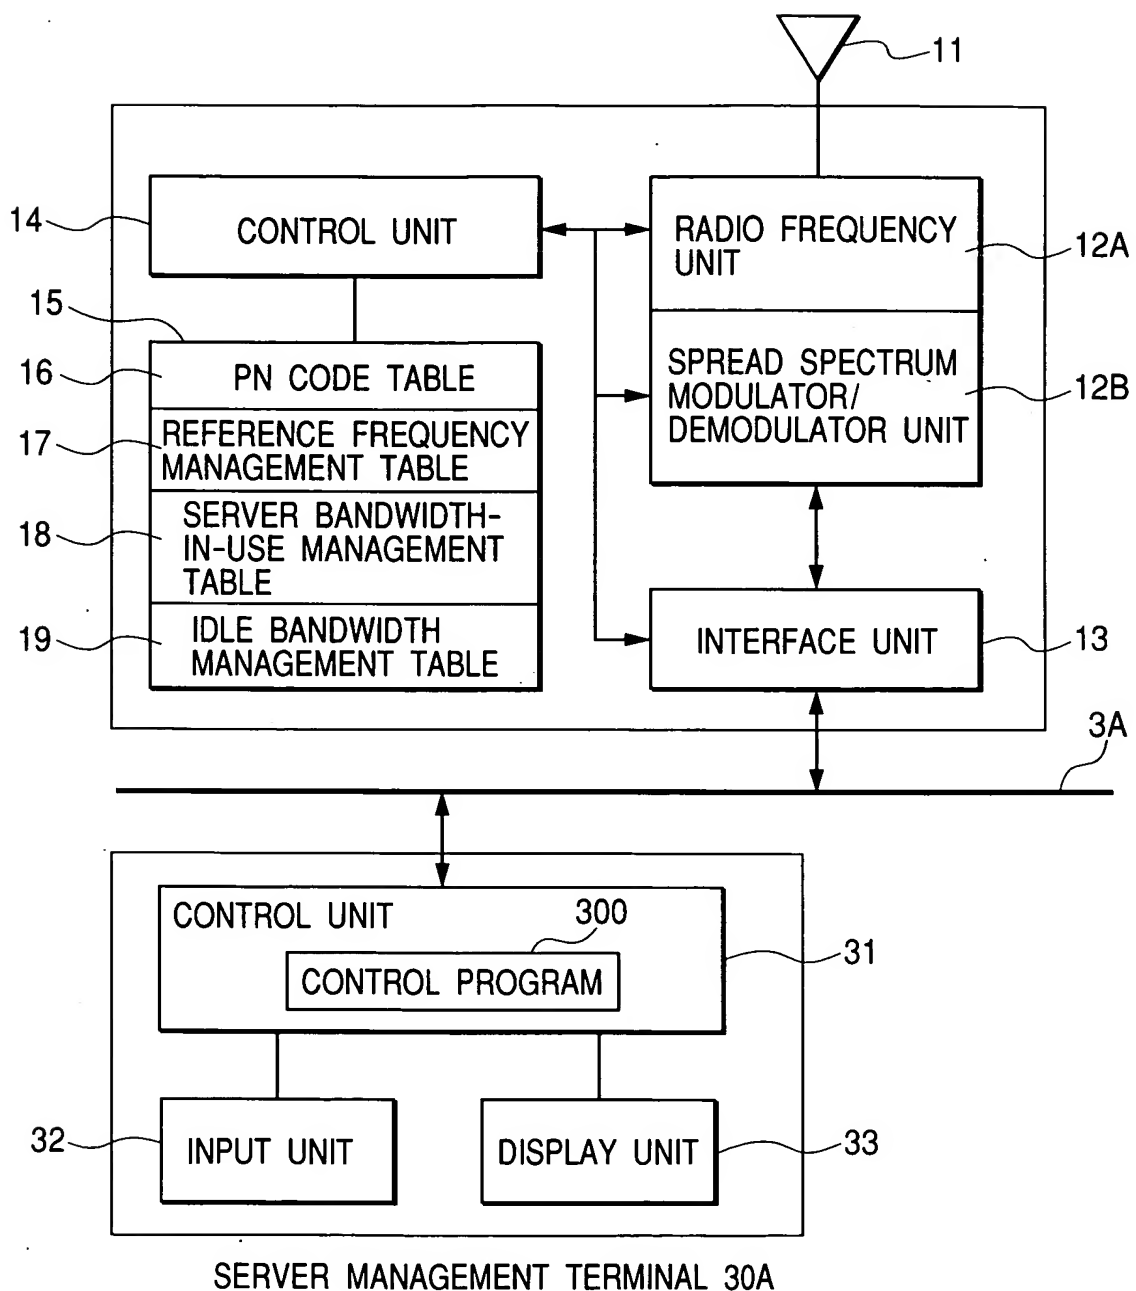 11
14
CONTROL UNIT
RADIO FREQUENCY
UNIT
12A
15
16
PN CODE TABLE
SPREAD SPECTRUM
MODULATOR/
DEMODULATOR UNIT
12B
17
REFERENCE FREQUENCY
MANAGEMENT TABLE
18
SERVER BANDWIDTH-
IN-USE MANAGEMENT
TABLE
19
IDLE BANDWIDTH
MANAGEMENT TABLE
INTERFACE UNIT
13
3A
CONTROL UNIT
300
CONTROL PROGRAM
31
32
INPUT UNIT
DISPLAY UNIT
33
SERVER MANAGEMENT TERMINAL 30A